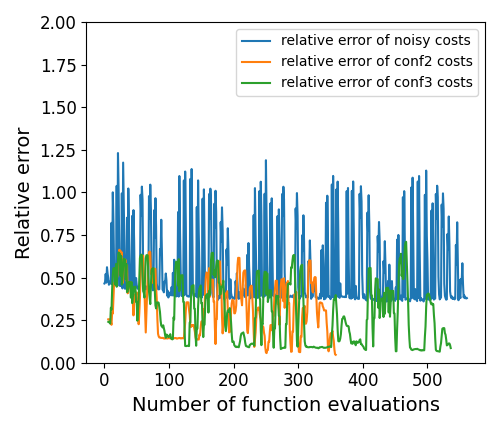 2.00
1.75
1.50
1.25
1.00
0.75
0.50
0.25
0.00
Relative error
relative error of noisy costs
relative error of conf2 costs
relative error of conf3 costs
0 100 200 300 400 500
Number of function evaluations